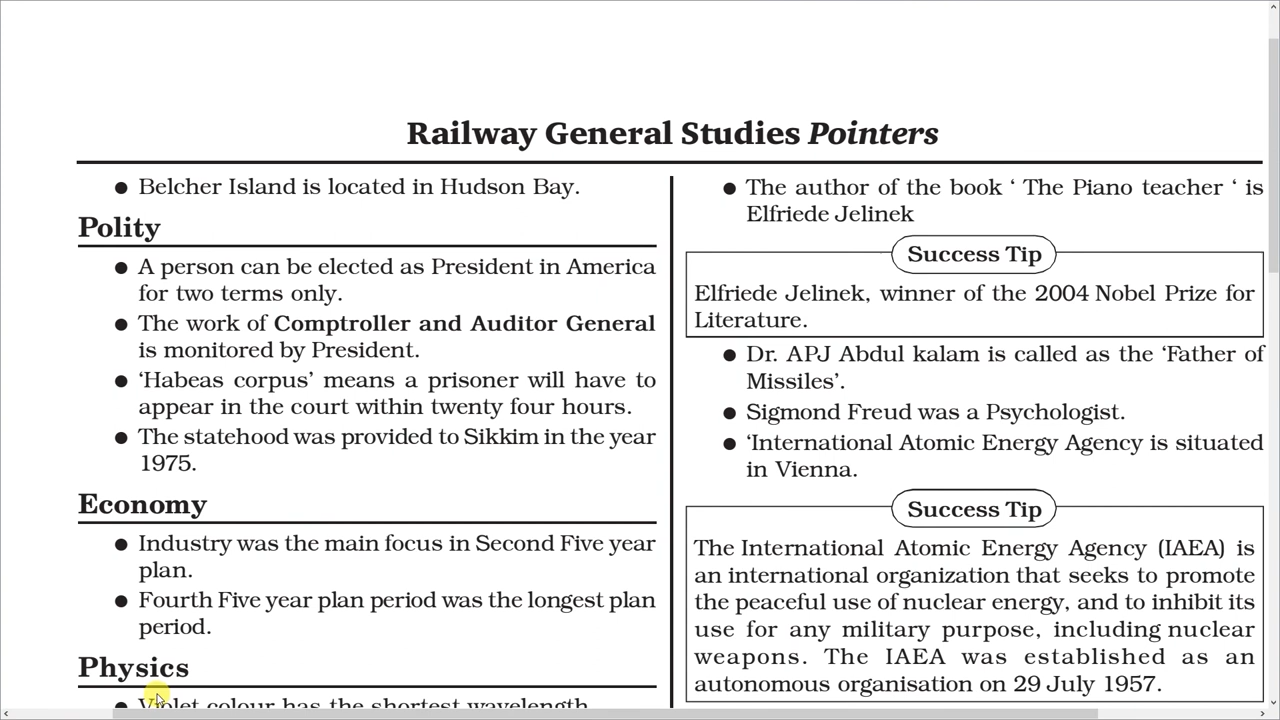 Railway General Studies Pointers
● Belcher Island is located in Hudson Bay.
Polity
● A person can be elected as President in America
for two terms only.
● The work of Comptroller and Auditor General
is monitored by President.
● ‘Habeas corpus’ means a prisoner will have to
appear in the court within twenty four hours.
● The statehood was provided to Sikkim in the year
1975.
Economy
● Industry was the main focus in Second Five year
plan.
● Fourth Five year plan period was the longest plan
period.
Physics
● Violet colour has the shortest wavelength
● The author of the book ‘ The Piano teacher ‘ is
Elfriede Jelinek
Success Tip
Elfriede Jelinek, winner of the 2004 Nobel Prize for
Literature.
● Dr. APJ Abdul kalam is called as the ‘Father of
Missiles’.
● Sigmond Freud was a Psychologist.
● ‘International Atomic Energy Agency is situated
in Vienna.
Success Tip
The International Atomic Energy Agency (IAEA) is
an international organization that seeks to promote
the peaceful use of nuclear energy, and to inhibit its
use for any military purpose, including nuclear
weapons. The IAEA was established as an
autonomous organisation on 29 July 1957.